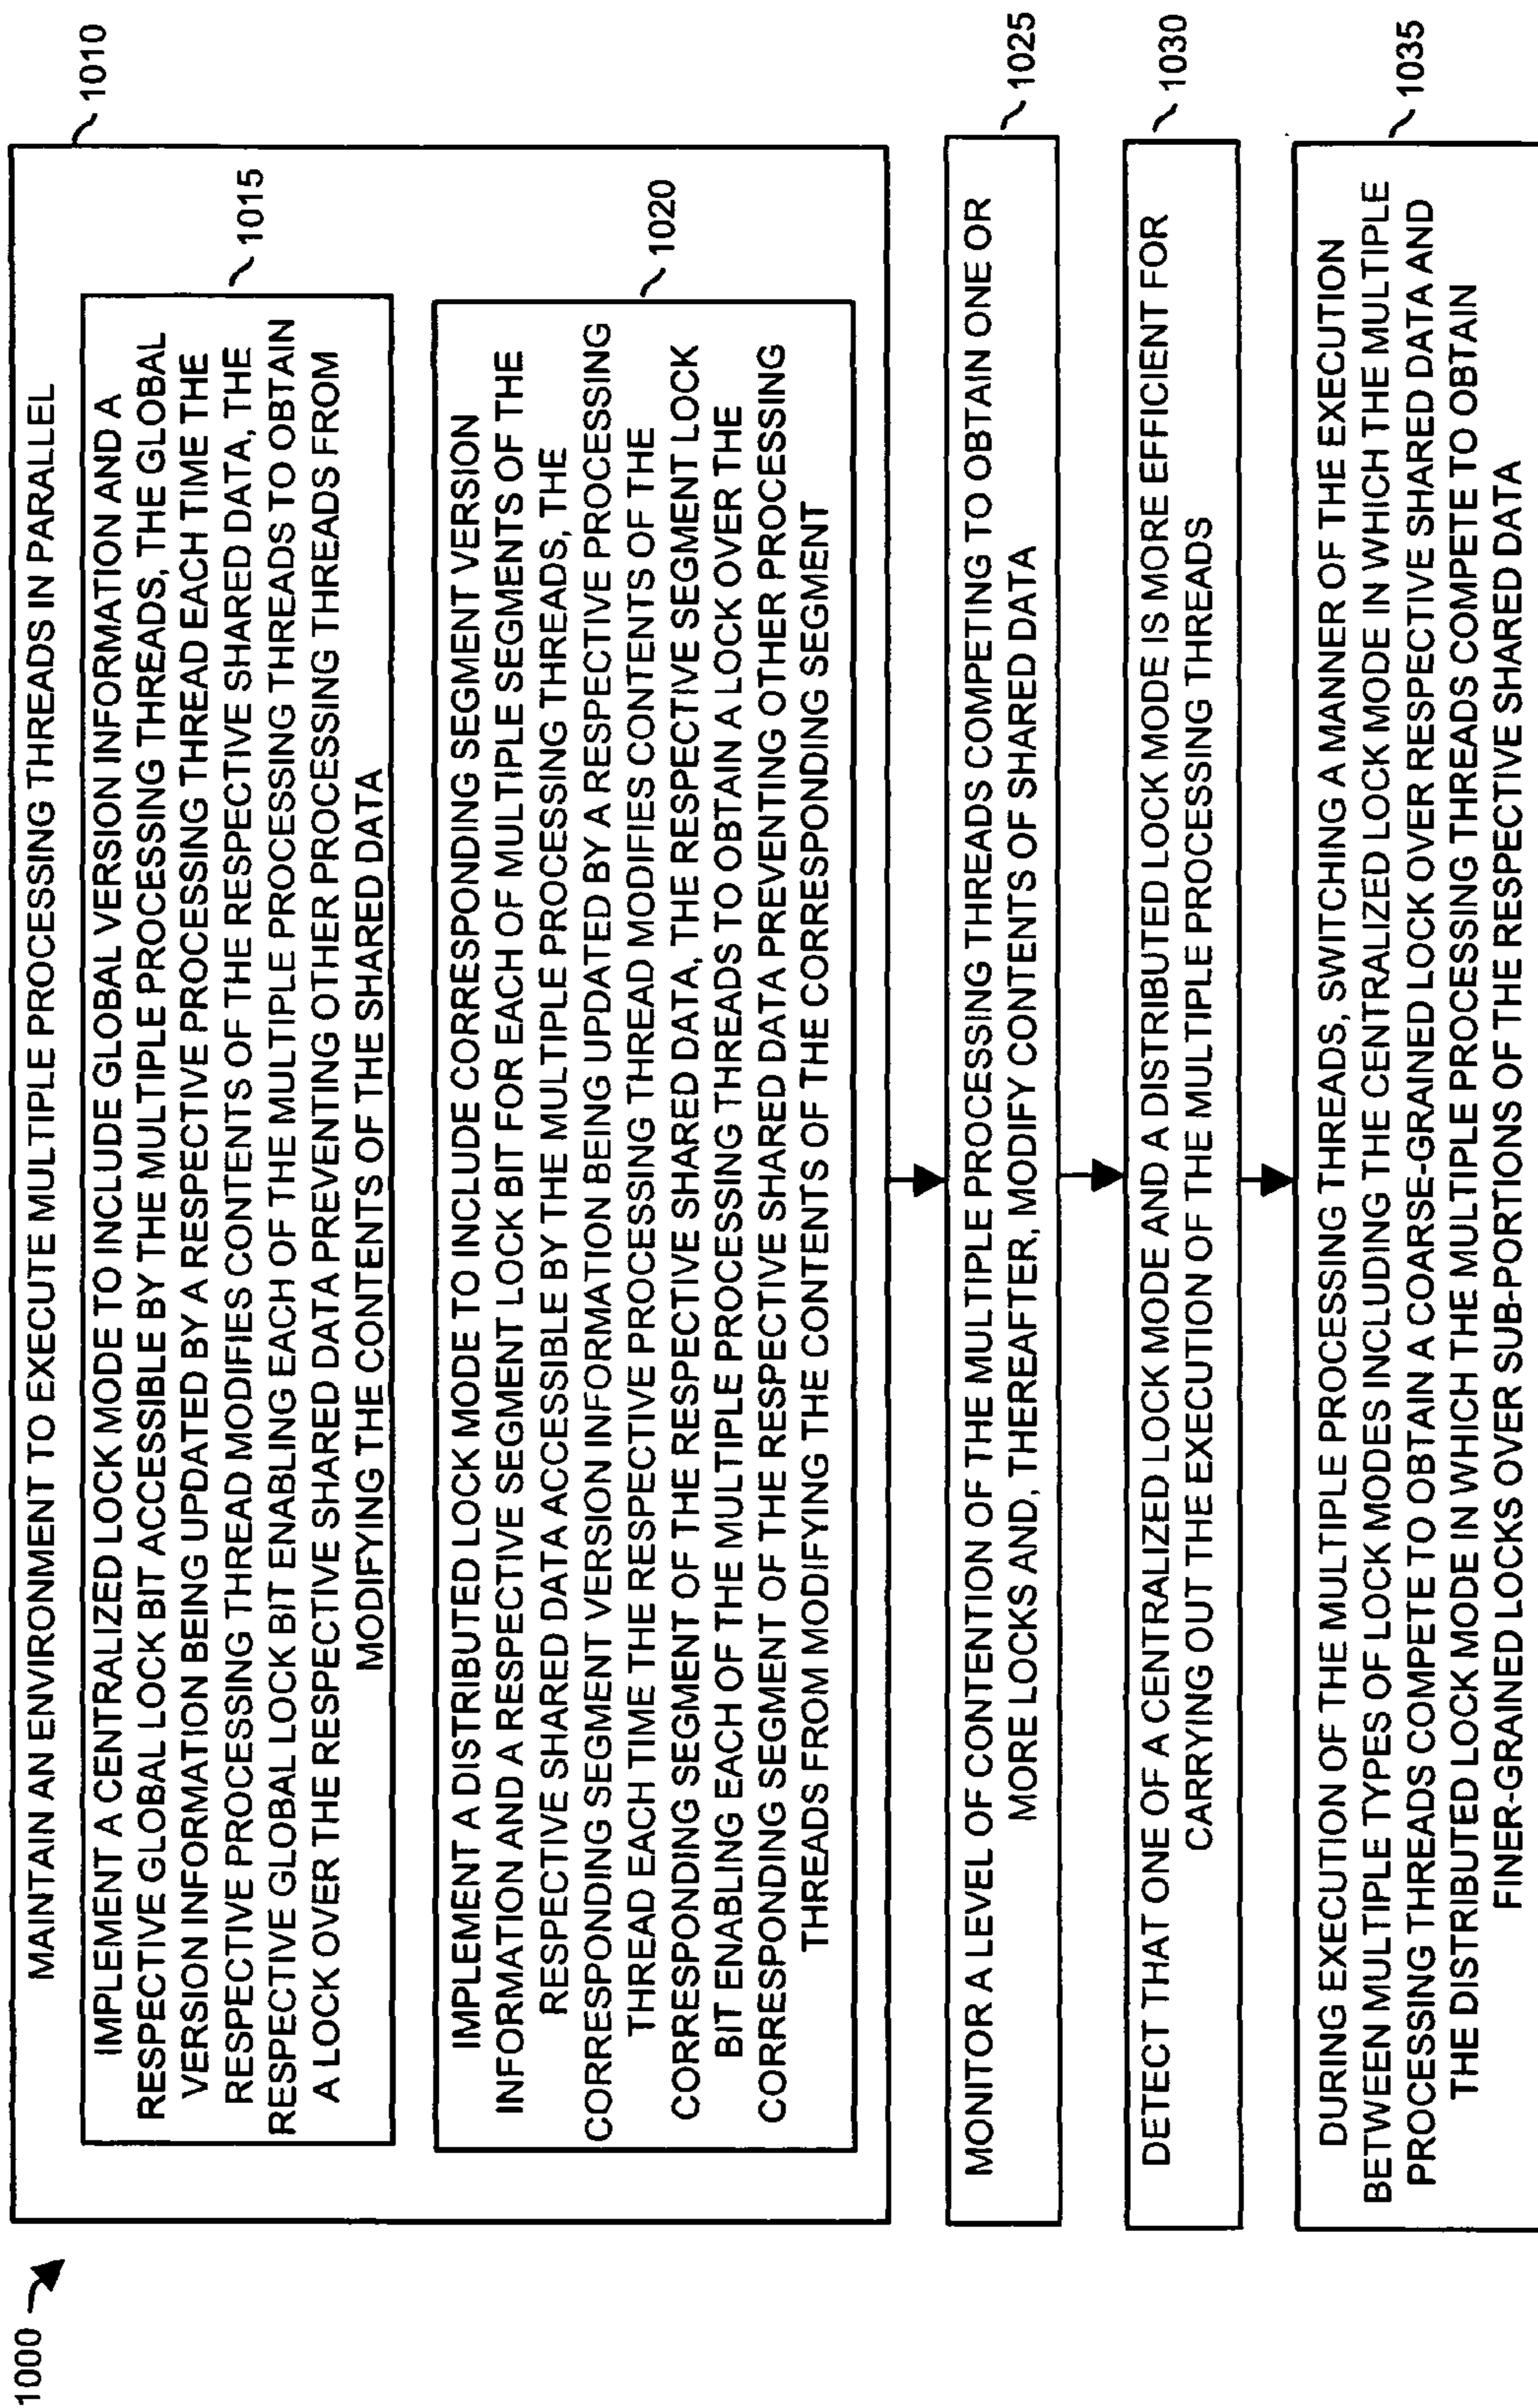 1000
MAINTAIN AN ENVIRONMENT TO EXECUTE MULTIPLE PROCESSING THREADS IN PARALLEL
1010
IMPLEMENT A CENTRALIZED LOCK MODE TO INCLUDE GLOBAL VERSION INFORMATION AND A
RESPECTIVE GLOBAL LOCK BIT ACCESSIBLE BY THE MULTIPLE PROCESSING THREADS, THE GLOBAL
VERSION INFORMATION BEING UPDATED BY A RESPECTIVE PROCESSING THREAD EACH TIME THE
RESPECTIVE PROCESSING THREAD MODIFIES CONTENTS OF THE RESPECTIVE SHARED DATA, THE
RESPECTIVE GLOBAL LOCK BIT ENABLING EACH OF THE MULTIPLE PROCESSING THREADS TO OBTAIN
A LOCK OVER THE RESPECTIVE SHARED DATA PREVENTING OTHER PROCESSING THREADS FROM
MODIFYING THE CONTENTS OF THE SHARED DATA
1015
IMPLEMENT A DISTRIBUTED LOCK MODE TO INCLUDE CORRESPONDING SEGMENT VERSION
INFORMATION AND A RESPECTIVE SEGMENT LOCK BIT FOR EACH OF MULTIPLE SEGMENTS OF THE
RESPECTIVE SHARED DATA ACCESSIBLE BY THE MULTIPLE PROCESSING THREADS, THE
CORRESPONDING SEGMENT VERSION INFORMATION BEING UPDATED BY A RESPECTIVE PROCESSING
THREAD EACH TIME THE RESPECTIVE PROCESSING THREAD MODIFIES CONTENTS OF THE
CORRESPONDING SEGMENT OF THE RESPECTIVE SHARED DATA, THE RESPECTIVE SEGMENT LOCK
BIT ENABLING EACH OF THE MULTIPLE PROCESSING THREADS TO OBTAIN A LOCK OVER THE
CORRESPONDING SEGMENT OF THE RESPECTIVE SHARED DATA PREVENTING OTHER PROCESSING
THREADS FROM MODIFYING THE CONTENTS OF THE CORRESPONDING SEGMENT
1020
MONITOR A LEVEL OF CONTENTION OF THE MULTIPLE PROCESSING THREADS COMPETING TO OBTAIN ONE OR
MORE LOCKS AND, THEREAFTER, MODIFY CONTENTS OF SHARED DATA
1025
DETECT THAT ONE OF A CENTRALIZED LOCK MODE AND A DISTRIBUTED LOCK MODE IS MORE EFFICIENT FOR
CARRYING OUT THE EXECUTION OF THE MULTIPLE PROCESSING THREADS
1030
DURING EXECUTION OF THE MULTIPLE PROCESSING THREADS, SWITCHING A MANNER OF THE EXECUTION
BETWEEN MULTIPLE TYPES OF LOCK MODES INCLUDING THE CENTRALIZED LOCK MODE IN WHICH THE MULTIPLE
PROCESSING THREADS COMPETE TO OBTAIN A COARSE-GRAINED LOCK OVER RESPECTIVE SHARED DATA AND
THE DISTRIBUTED LOCK MODE IN WHICH THE MULTIPLE PROCESSING THREADS COMPETE TO OBTAIN
FINER-GRAINED LOCKS OVER SUB-PORTIONS OF THE RESPECTIVE SHARED DATA
1035